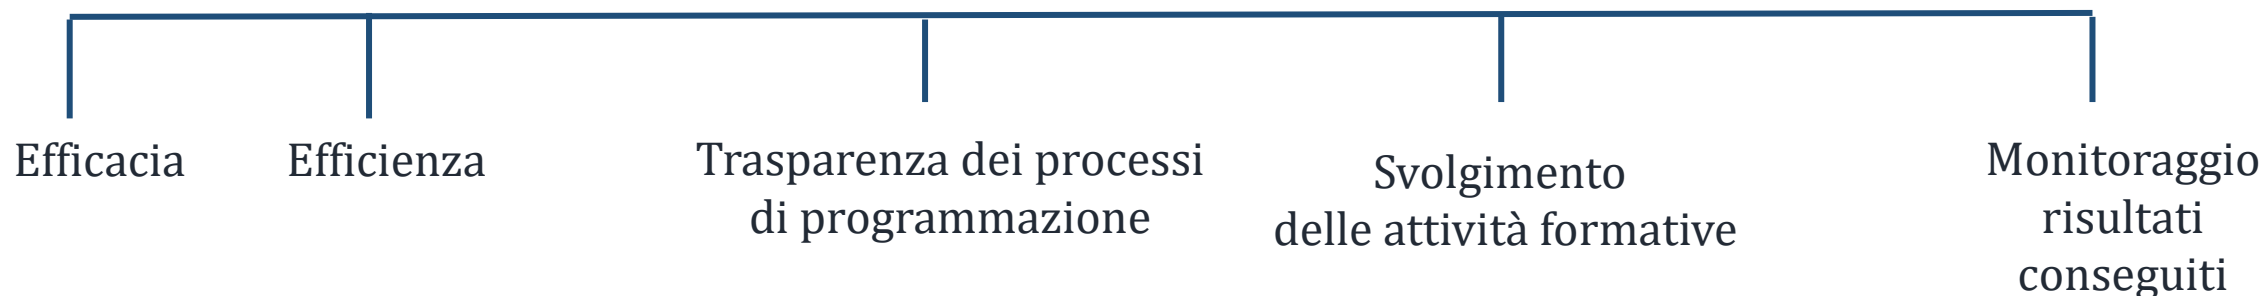 Efficacia
Efficienza
Trasparenza dei processi
di programmazione
Svolgimento
delle attività formative
Monitoraggio
risultati
conseguiti